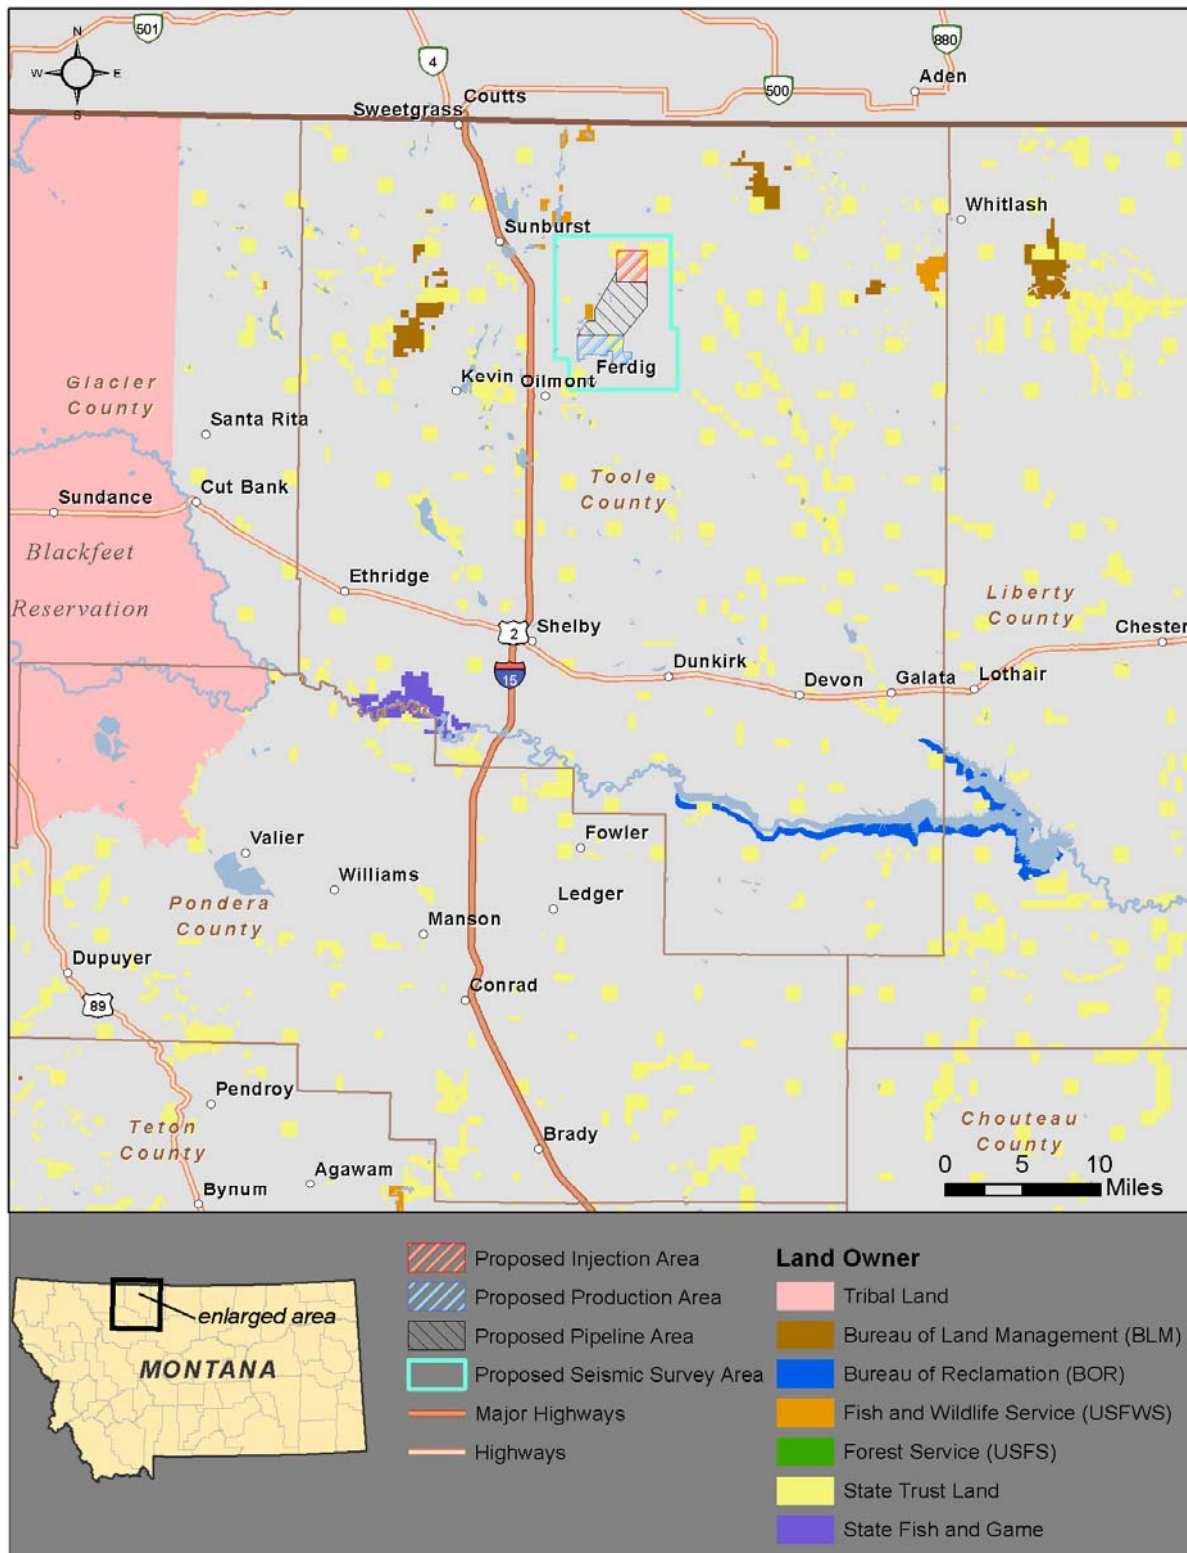 501
N
W
E
S
4
880
Aden
500
Coutts
Sweetgrass
Whitlash
Sunburst
Ferdig
Kevin
Oilmont
Glacier
County
Santa Rita
Toole
County
Sundance
Cut Bank
Blackfeet
Reservation
Ethridge
Liberty
County
Chester
2
Shelby
15
Dunkirk
Devon
Galata
Lothair
Valier
Fowler
Williams
Ledger
Pondera
County
Manson
Dupuyer
89
Conrad
Pendroy
Teton
County
Brady
Chouteau
County
Agawam
Bynum
0 5 10
Miles
enlarged area
MONTANA
Proposed Injection Area
Proposed Production Area
Proposed Pipeline Area
Proposed Seismic Survey Area
Major Highways
Highways
Land Owner
Tribal Land
Bureau of Land Management (BLM)
Bureau of Reclamation (BOR)
Fish and Wildlife Service (USFWS)
Forest Service (USFS)
State Trust Land
State Fish and Game